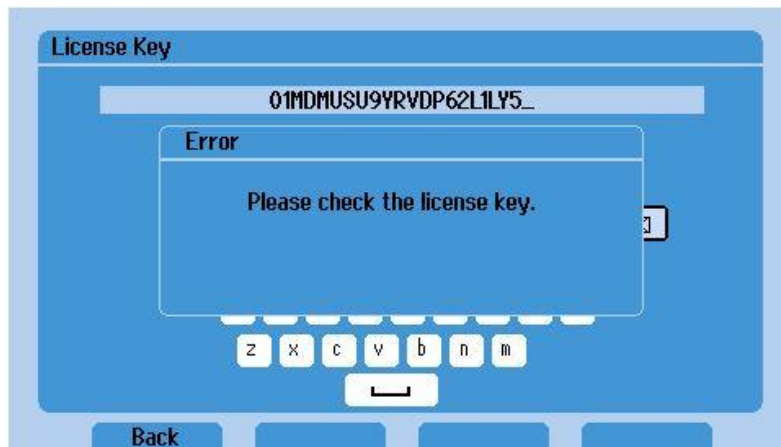 License Key
01MDMUSU9YRVDP62L1LY5_
Error
Please check the license key.
z x c v b n m
Back